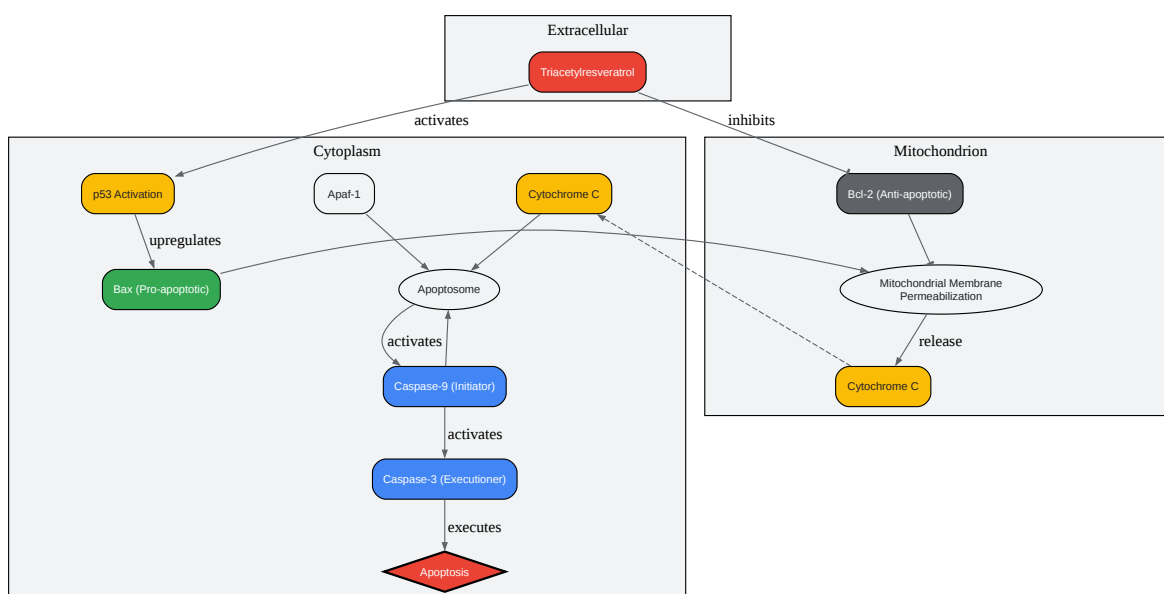 Extracellular
Triacetylresveratrol
activates
inhibits
Cytoplasm
Mitochondrion
p53 Activation
Apaf-1
Cytochrome C
Bcl-2 (Anti-apoptotic)
upregulates
Bax (Pro-apoptotic)
Apoptosome
Mitochondrial Membrane
Permeabilization
activates
release
Caspase-9 (Initiator)
Cytochrome C
activates
Caspase-3 (Executioner)
executes
Apoptosis